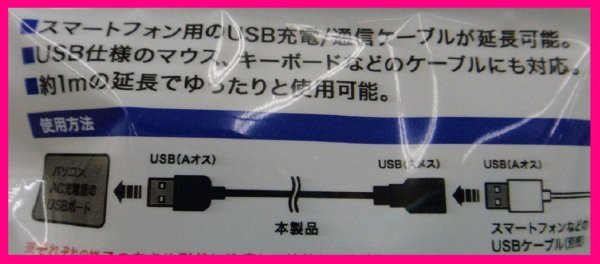 ■スマートフォン用のUSB充電/通信ケーブルが延長可能。
■USB仕様のマウス、キーボードなどのケーブルにも対応。
■約1mの延長でゆったりと使用可能。
使用方法
パソコン、
AC充電器の
USBポート
USB(Aオス)
本製品
USB(Aメス)
USB(Aオス)
スマートフォンなどの
USBケーブル(別売)